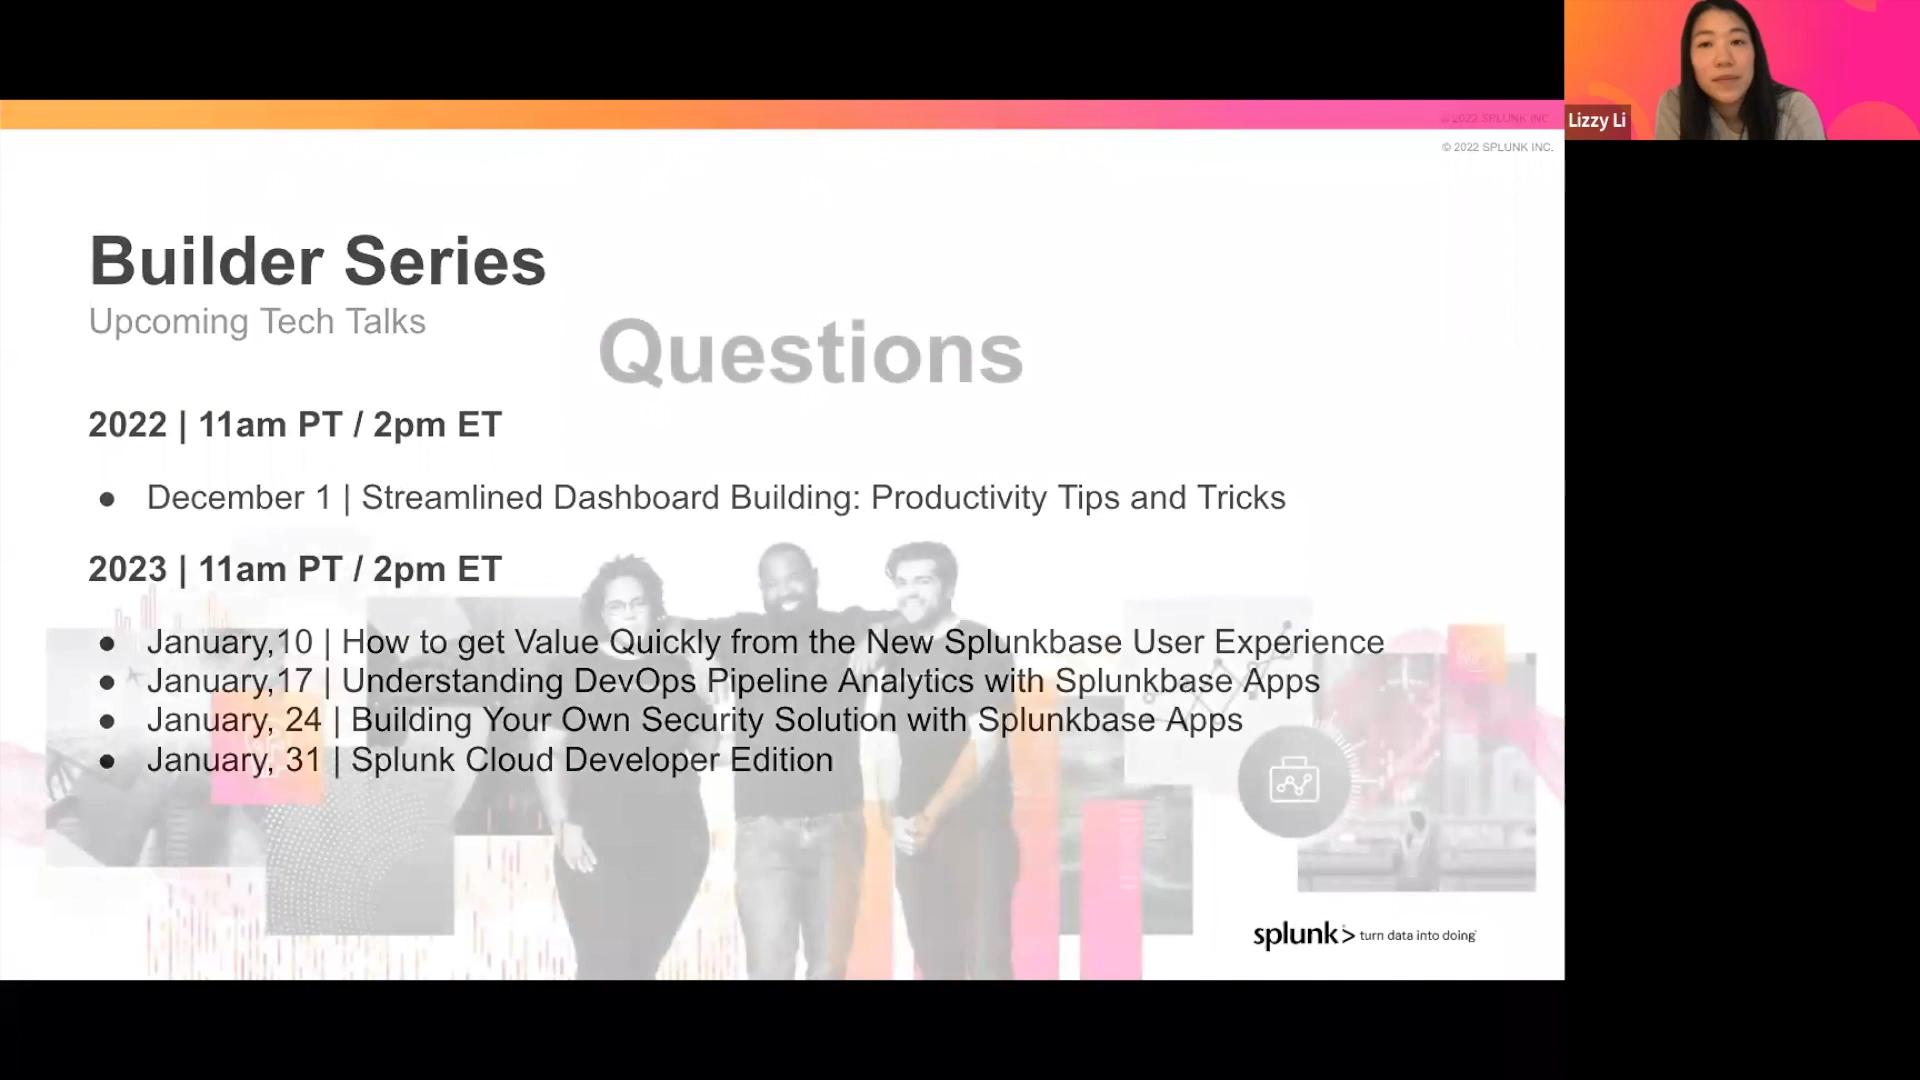 © 2022 SPLUNK INC.
Lizzy Li
© 2022 SPLUNK INC.
Builder Series
Upcoming Tech Talks
Questions
2022 | 11am PT / 2pm ET
● December 1 | Streamlined Dashboard Building: Productivity Tips and Tricks
2023 | 11am PT / 2pm ET
● January,10 | How to get Value Quickly from the New Splunkbase User Experience
● January,17 | Understanding DevOps Pipeline Analytics with Splunkbase Apps
● January, 24 | Building Your Own Security Solution with Splunkbase Apps
● January, 31 | Splunk Cloud Developer Edition
splunk> turn data into doing